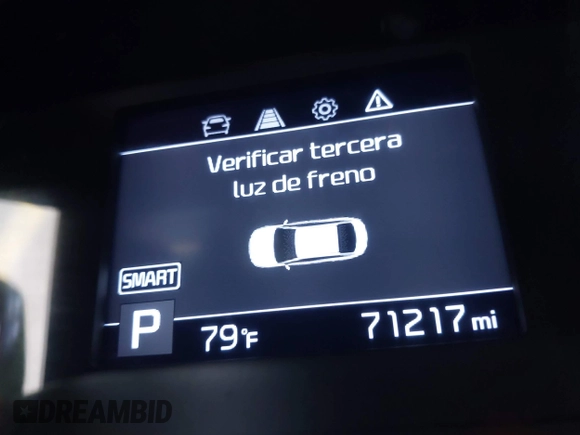 Verificar tercera
luz de freno
SMART
P
79°F
71217 mi
DREAMBID